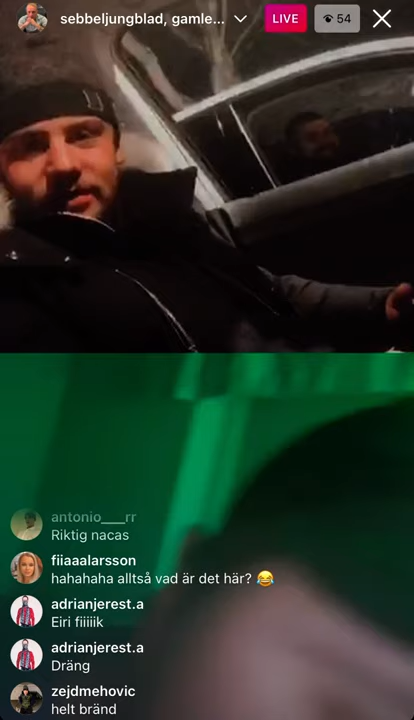 sebbeljungblad, gamle...
LIVE
54
antonio____rr
Riktig nacas
fiiaaalarsson
hahahaha alltså vad är det här? 😂
adrianjerest.a
Eiri fiiiiik
adrianjerest.a
Dräng
zejdmehovic
helt bränd